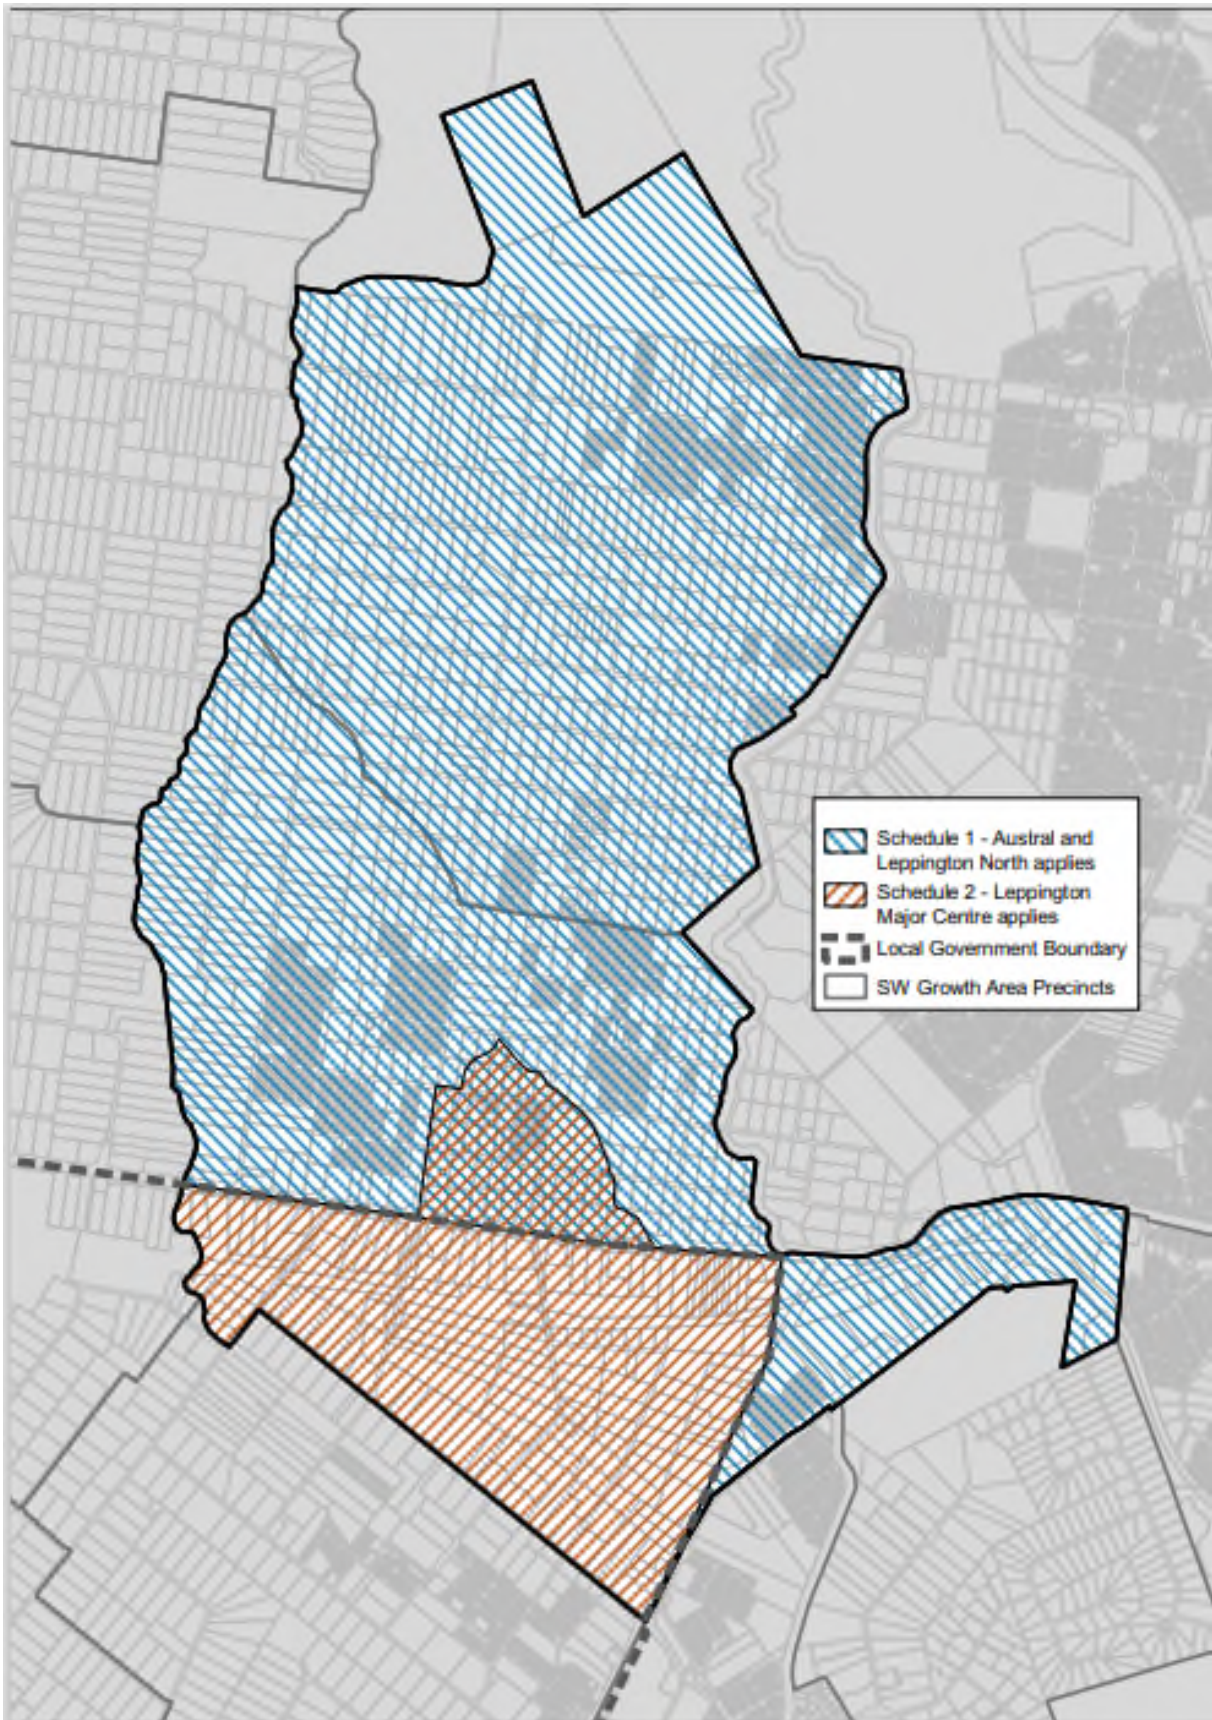 Schedule 1 - Austral and
Leppington North applies
Schedule 2 - Leppington
Major Centre applies
Local Government Boundary
SW Growth Area Precincts